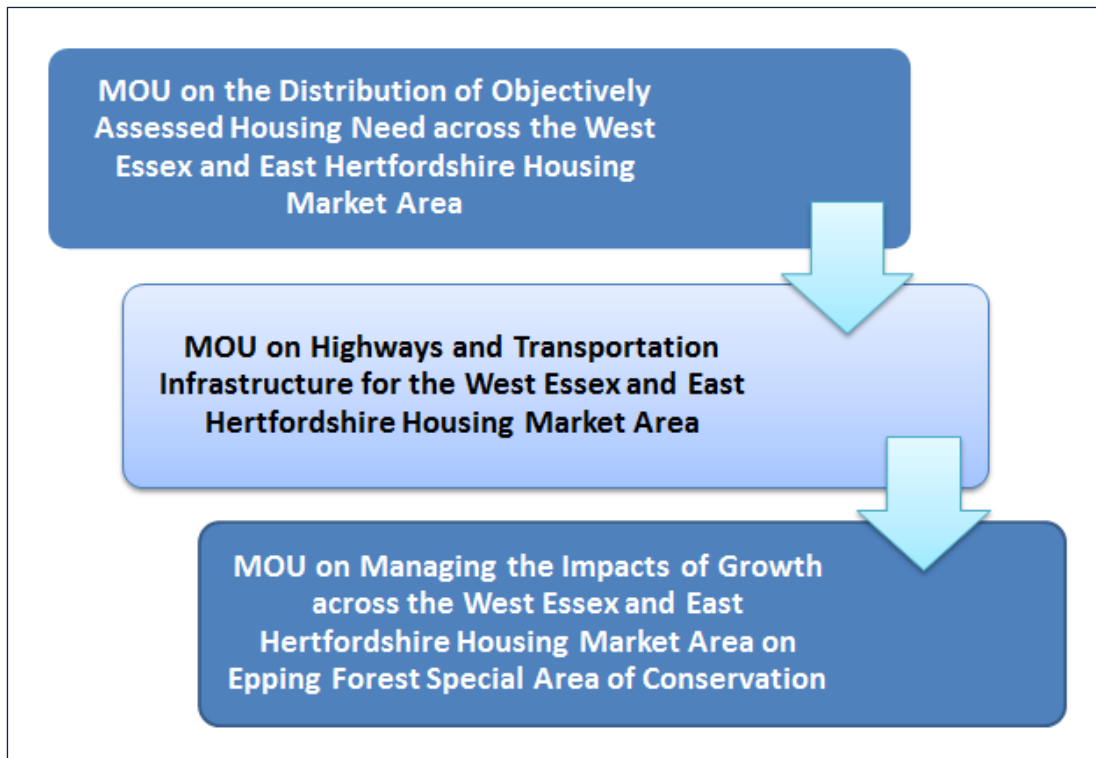 MOU on the Distribution of Objectively
Assessed Housing Need across the West
Essex and East Hertfordshire Housing
Market Area
MOU on Highways and Transportation
Infrastructure for the West Essex and East
Hertfordshire Housing Market Area
MOU on Managing the Impacts of Growth
across the West Essex and East
Hertfordshire Housing Market Area on
Epping Forest Special Area of Conservation